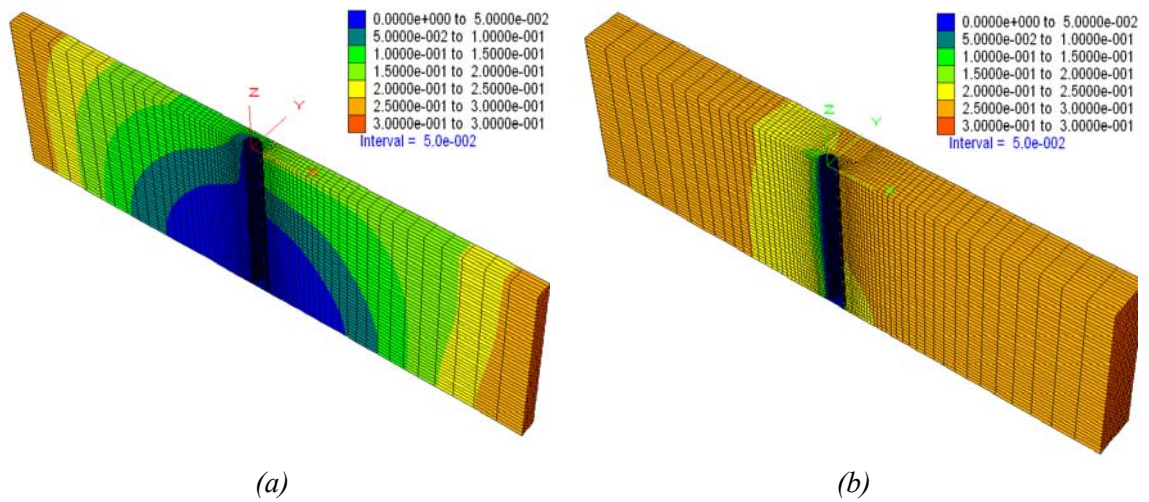 0.0000e+000 to 5.0000e-002
5.0000e-002 to 1.0000e-001
1.0000e-001 to 1.5000e-001
1.5000e-001 to 2.0000e-001
2.0000e-001 to 2.5000e-001
2.5000e-001 to 3.0000e-001
3.0000e-001 to 3.0000e-001
Interval = 5.0e-002
Z
Y
X
(a)
0.0000e+000 to 5.0000e-002
5.0000e-002 to 1.0000e-001
1.0000e-001 to 1.5000e-001
1.5000e-001 to 2.0000e-001
2.0000e-001 to 2.5000e-001
2.5000e-001 to 3.0000e-001
3.0000e-001 to 3.0000e-001
Interval = 5.0e-002
Z
Y
X
(b)